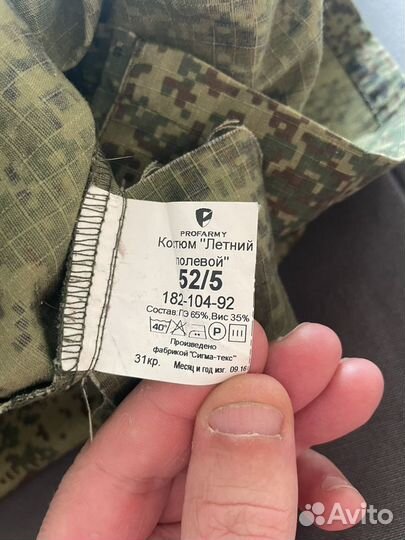 PROFARMY
Костюм "Летний
полевой"
52/5
182-104-92
Состав:ПЭ 65%,Вис 35%
40° P
Произведено
фабрикой "Сигма-текс"
31кр. Месяц и год изг. 09.16
Avito